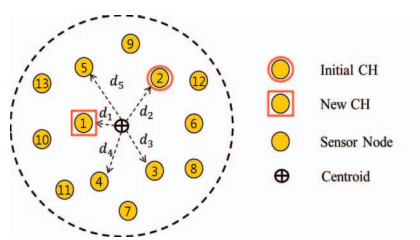 9
5
2
13
12
d5
d2
Initial CH
1
d1
6
New CH
10
d4
d3
Sensor Node
11
4
3
8
Centroid
7